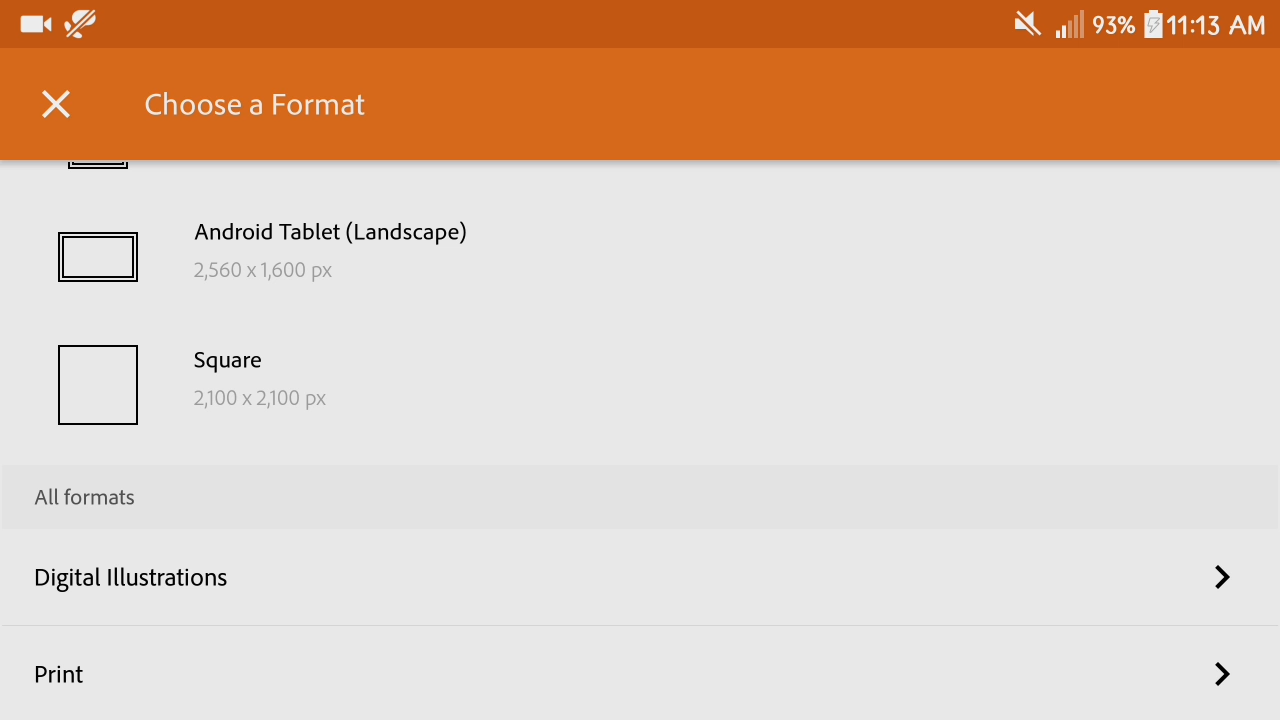 93% 11:13 AM
Choose a Format
Android Tablet (Landscape)
2,560 x 1,600 px
Square
2,100 x 2,100 px
All formats
Digital Illustrations
Print